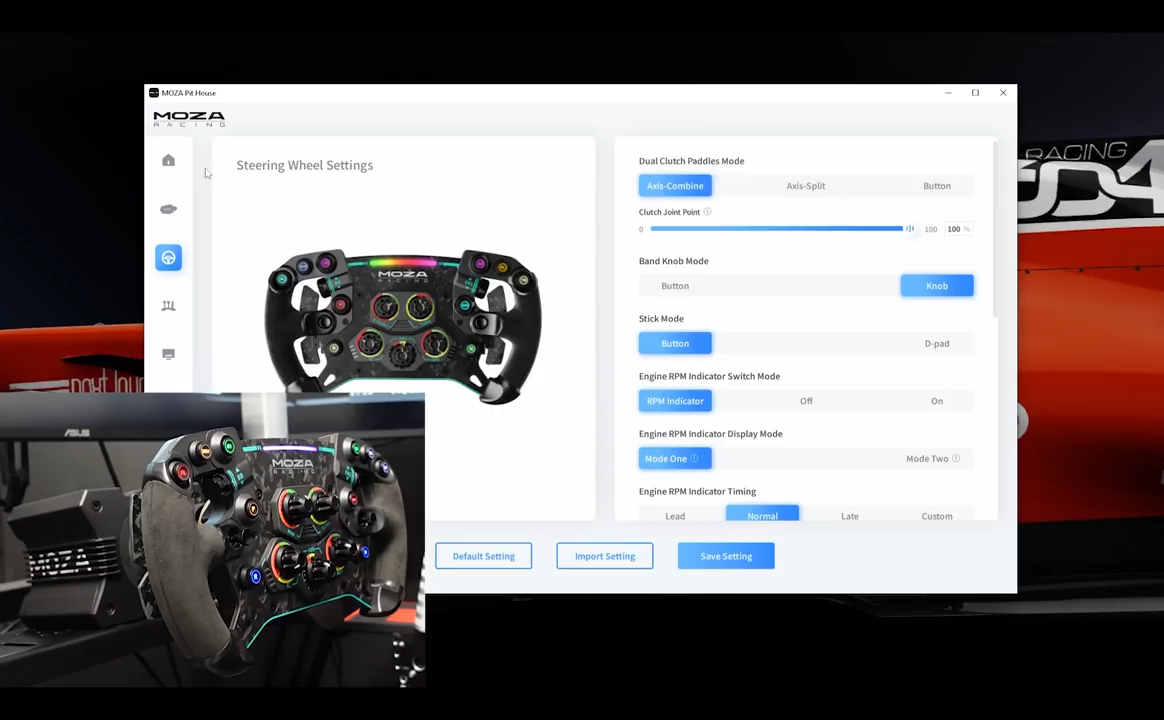 MOZA Pit House
MOZA
RACING
Steering Wheel Settings
MOZA
RACING
Dual Clutch Paddles Mode
Axis-Combine
Axis-Split
Button
Clutch Joint Point
0
100
100 %
Band Knob Mode
Button
Knob
Stick Mode
Button
D-pad
Engine RPM Indicator Switch Mode
RPM Indicator
Off
On
Engine RPM Indicator Display Mode
Mode One
Mode Two
Engine RPM Indicator Timing
Lead
Normal
Late
Custom
Default Setting
Import Setting
Save Setting
RACING
next level
ASUS
MOZA
RACING
MOZA